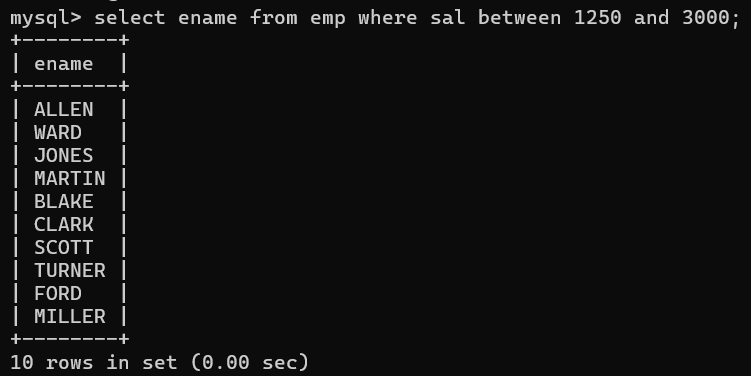 mysql> select ename from emp where sal between 1250 and 3000;
+--------+
| ename  |
+--------+
| ALLEN  |
| WARD   |
| JONES  |
| MARTIN |
| BLAKE  |
| CLARK  |
| SCOTT  |
| TURNER |
| FORD   |
| MILLER |
+--------+
10 rows in set (0.00 sec)